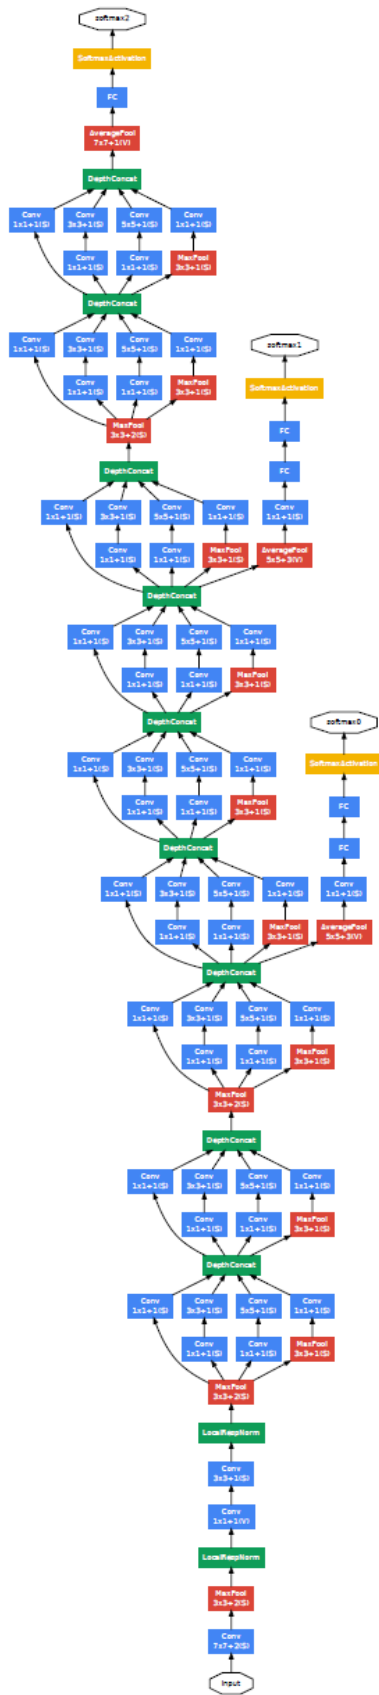 softmax2
SoftmaxActivation
FC
AveragePool
7x7+1(V)
DepthConcat
Conv
1x1+1(S)
Conv
3x3+1(S)
Conv
5x5+1(S)
Conv
1x1+1(S)
Conv
1x1+1(S)
Conv
1x1+1(S)
MaxPool
3x3+1(S)
DepthConcat
Conv
1x1+1(S)
Conv
3x3+1(S)
Conv
5x5+1(S)
Conv
1x1+1(S)
softmax1
Conv
1x1+1(S)
Conv
1x1+1(S)
MaxPool
3x3+1(S)
SoftmaxActivation
MaxPool
3x3+2(S)
FC
DepthConcat
FC
Conv
1x1+1(S)
Conv
3x3+1(S)
Conv
5x5+1(S)
Conv
1x1+1(S)
Conv
1x1+1(S)
Conv
1x1+1(S)
Conv
1x1+1(S)
MaxPool
3x3+1(S)
AveragePool
5x5+3(V)
DepthConcat
Conv
1x1+1(S)
Conv
3x3+1(S)
Conv
5x5+1(S)
Conv
1x1+1(S)
Conv
1x1+1(S)
Conv
1x1+1(S)
MaxPool
3x3+1(S)
DepthConcat
softmax0
Conv
1x1+1(S)
Conv
3x3+1(S)
Conv
5x5+1(S)
Conv
1x1+1(S)
SoftmaxActivation
Conv
1x1+1(S)
Conv
1x1+1(S)
MaxPool
3x3+1(S)
FC
DepthConcat
FC
Conv
1x1+1(S)
Conv
3x3+1(S)
Conv
5x5+1(S)
Conv
1x1+1(S)
Conv
1x1+1(S)
Conv
1x1+1(S)
Conv
1x1+1(S)
MaxPool
3x3+1(S)
AveragePool
5x5+3(V)
DepthConcat
Conv
1x1+1(S)
Conv
3x3+1(S)
Conv
5x5+1(S)
Conv
1x1+1(S)
Conv
1x1+1(S)
Conv
1x1+1(S)
MaxPool
3x3+1(S)
MaxPool
3x3+2(S)
DepthConcat
Conv
1x1+1(S)
Conv
3x3+1(S)
Conv
5x5+1(S)
Conv
1x1+1(S)
Conv
1x1+1(S)
Conv
1x1+1(S)
MaxPool
3x3+1(S)
DepthConcat
Conv
1x1+1(S)
Conv
3x3+1(S)
Conv
5x5+1(S)
Conv
1x1+1(S)
Conv
1x1+1(S)
Conv
1x1+1(S)
MaxPool
3x3+1(S)
MaxPool
3x3+2(S)
LocalRespNorm
Conv
3x3+1(S)
Conv
1x1+1(V)
LocalRespNorm
MaxPool
3x3+2(S)
Conv
7x7+2(S)
input